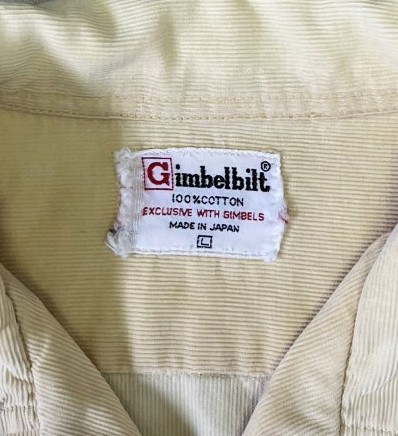 Gimbelbilt®
100%COTTON
EXCLUSIVE WITH GIMBELS
MADE IN JAPAN
L